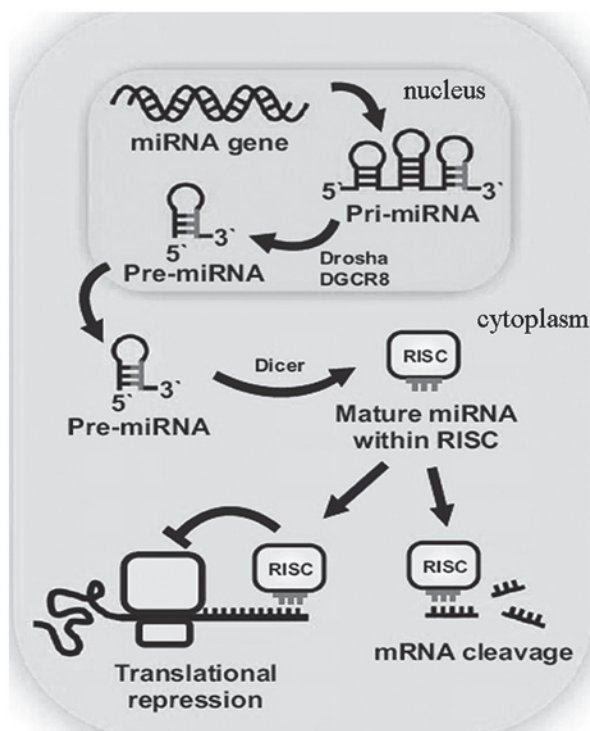 nucleus
miRNA gene
5` 3`
Pri-miRNA
3`
5`
Pre-miRNA
Drosha
DGCR8
cytoplasm
3`
5`
Pre-miRNA
Dicer
RISC
Mature miRNA
within RISC
RISC
Translational
repression
RISC
mRNA cleavage